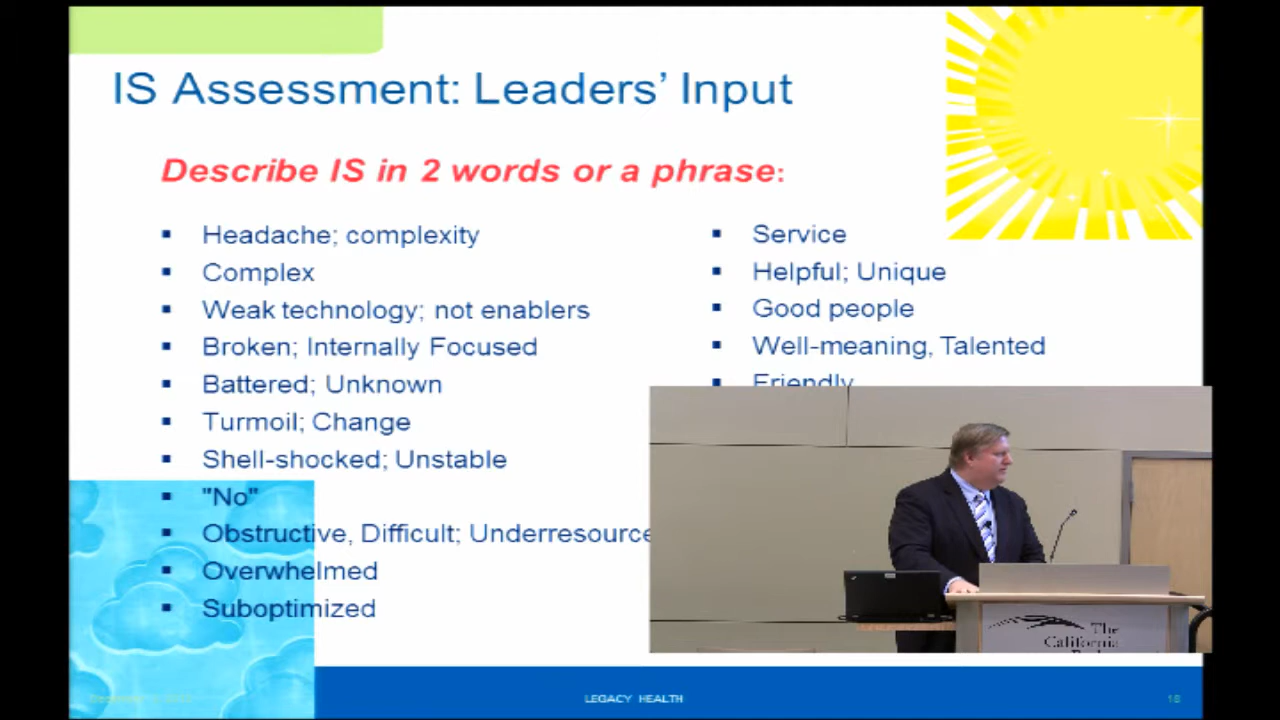 IS Assessment: Leaders' Input
Describe IS in 2 words or a phrase:
Headache; complexity
Complex
Weak technology; not enablers
Broken; Internally Focused
Battered; Unknown
Turmoil; Change
Shell-shocked; Unstable
"No"
Obstructive, Difficult; Underresource
Overwhelmed
Suboptimized
Service
Helpful; Unique
Good people
Well-meaning, Talented
Friendly
The
California
LEGACY HEALTH
18